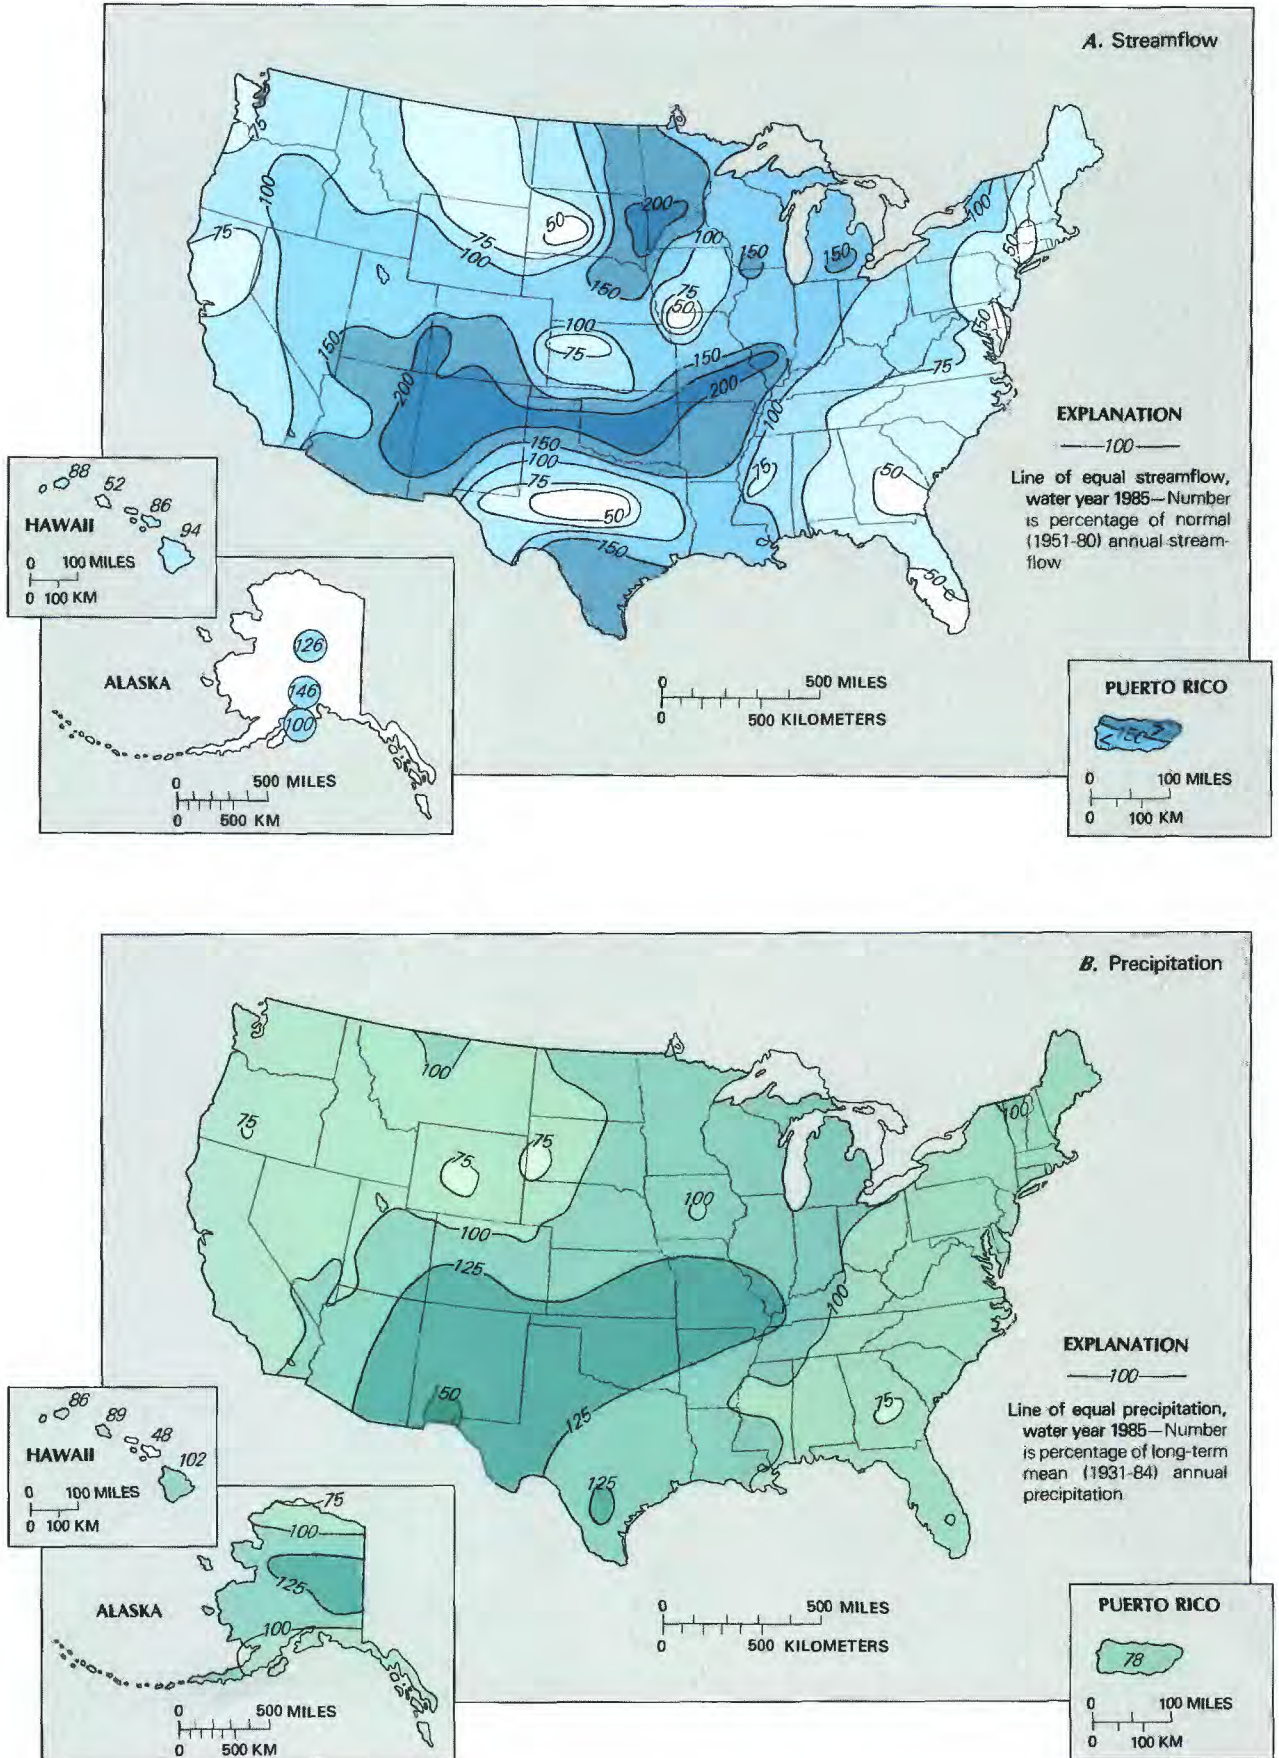 A. Streamflow
75
100
75
75
100
50
200
100
150
150
75
50
150
100
50
50
75
150
200
100
75
150
200
100
75
150
100
75
50
150
50
50
EXPLANATION
—100—
Line of equal streamflow,
water year 1985—Number
is percentage of normal
(1951-80) annual stream-
flow
88
52
86
94
HAWAII
0 100 MILES
0 100 KM
126
146
100
ALASKA
0 500 MILES
0 500 KM
0 500 MILES
0 500 KILOMETERS
PUERTO RICO
0 100 MILES
0 100 KM
B. Precipitation
100
75
75
75
100
100
100
125
100
150
125
75
125
EXPLANATION
—100—
Line of equal precipitation,
water year 1985—Number
is percentage of long-term
mean (1931-84) annual
precipitation
86
89
48
102
HAWAII
0 100 MILES
0 100 KM
75
100
125
100
ALASKA
0 500 MILES
0 500 KM
0 500 MILES
0 500 KILOMETERS
PUERTO RICO
78
0 100 MILES
0 100 KM